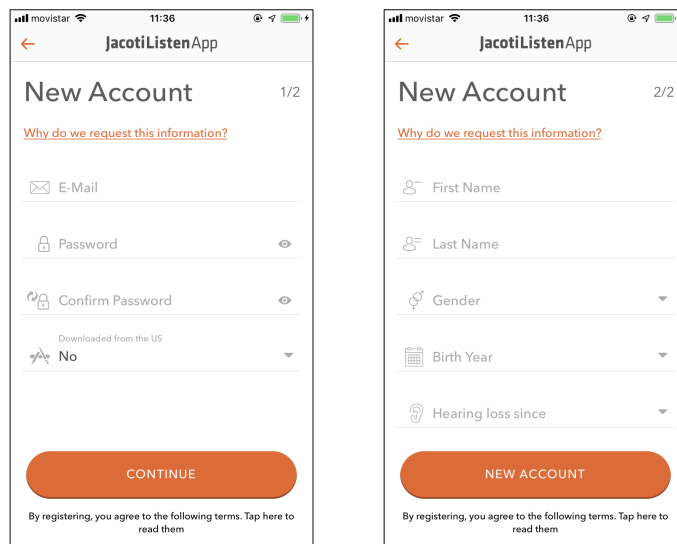 movistar 11:36
JacotiListenApp
New Account 1/2
Why do we request this information?
E-Mail
Password
Confirm Password
Downloaded from the US
No
CONTINUE
By registering, you agree to the following terms. Tap here to
read them
movistar 11:36
JacotiListenApp
New Account 2/2
Why do we request this information?
First Name
Last Name
Gender
Birth Year
Hearing loss since
NEW ACCOUNT
By registering, you agree to the following terms. Tap here to
read them